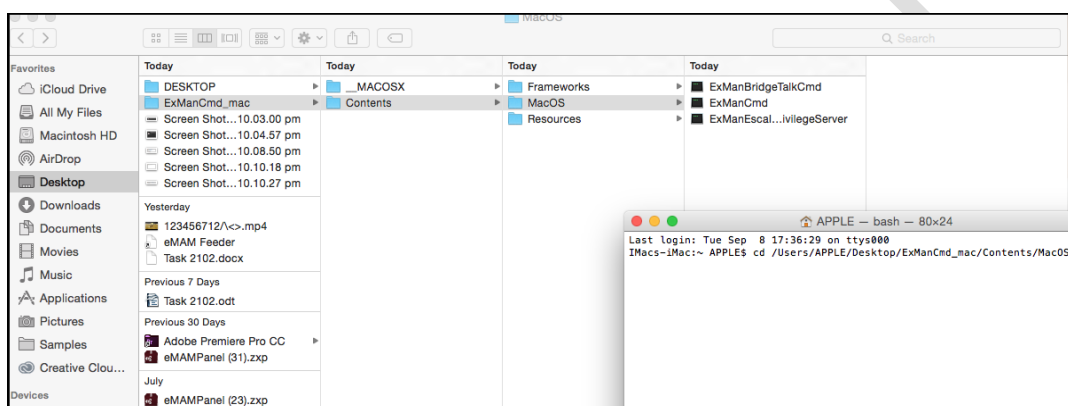 MacOS
Search
Favorites
iCloud Drive
All My Files
Macintosh HD
AirDrop
Desktop
Downloads
Documents
Movies
Music
Applications
Pictures
Samples
Creative Clou...
Devices
Today
DESKTOP
ExManCmd_mac
Screen Shot...10.03.00 pm
Screen Shot...10.04.57 pm
Screen Shot...10.08.50 pm
Screen Shot...10.10.18 pm
Screen Shot...10.10.27 pm
Yesterday
123456712/\<>.mp4
eMAM Feeder
Task 2102.docx
Previous 7 Days
Task 2102.odt
Previous 30 Days
Adobe Premiere Pro CC
eMAMPanel (31).zxp
July
eMAMPanel (23).zxp
Today
__MACOSX
Contents
Today
Frameworks
MacOS
Resources
Today
ExManBridgeTalkCmd
ExManCmd
ExManEscal...ivilegeServer
APPLE — bash — 80×24
Last login: Tue Sep  8 17:36:29 on ttys000
IMacs-iMac:~ APPLE$ cd /Users/APPLE/Desktop/ExManCmd_mac/Contents/MacOS